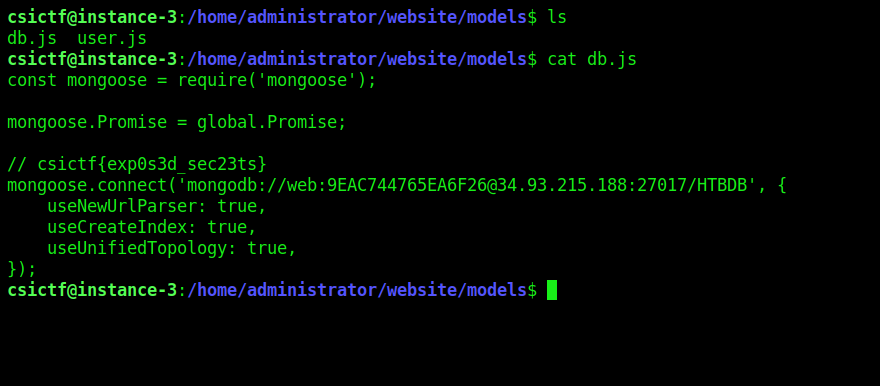 csictf@instance-3:/home/administrator/website/models$ ls
db.js  user.js
csictf@instance-3:/home/administrator/website/models$ cat db.js
const mongoose = require('mongoose');
mongoose.Promise = global.Promise;
// csictf{exp0s3d_sec23ts}
mongoose.connect('mongodb://web:9EAC744765EA6F26@34.93.215.188:27017/HTBDB', {
    useNewUrlParser: true,
    useCreateIndex: true,
    useUnifiedTopology: true,
});
csictf@instance-3:/home/administrator/website/models$